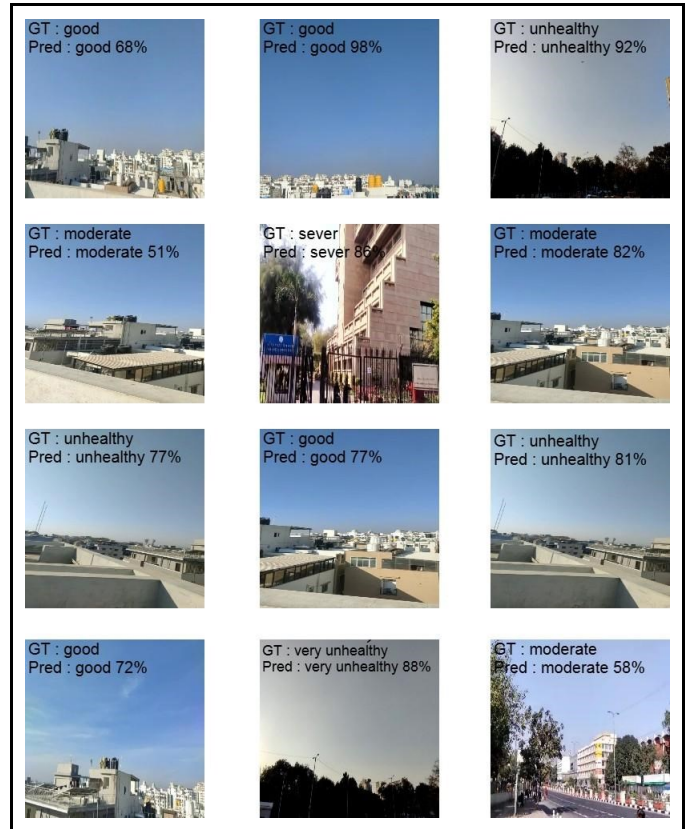 GT : good
Pred : good 68%
GT : good
Pred : good 98%
GT : unhealthy
Pred : unhealthy 92%
GT : moderate
Pred : moderate 51%
GT : sever
Pred : sever 86%
GT : moderate
Pred : moderate 82%
GT : unhealthy
Pred : unhealthy 77%
GT : good
Pred : good 77%
GT : unhealthy
Pred : unhealthy 81%
GT : good
Pred : good 72%
GT : very unhealthy
Pred : very unhealthy 88%
GT : moderate
Pred : moderate 58%